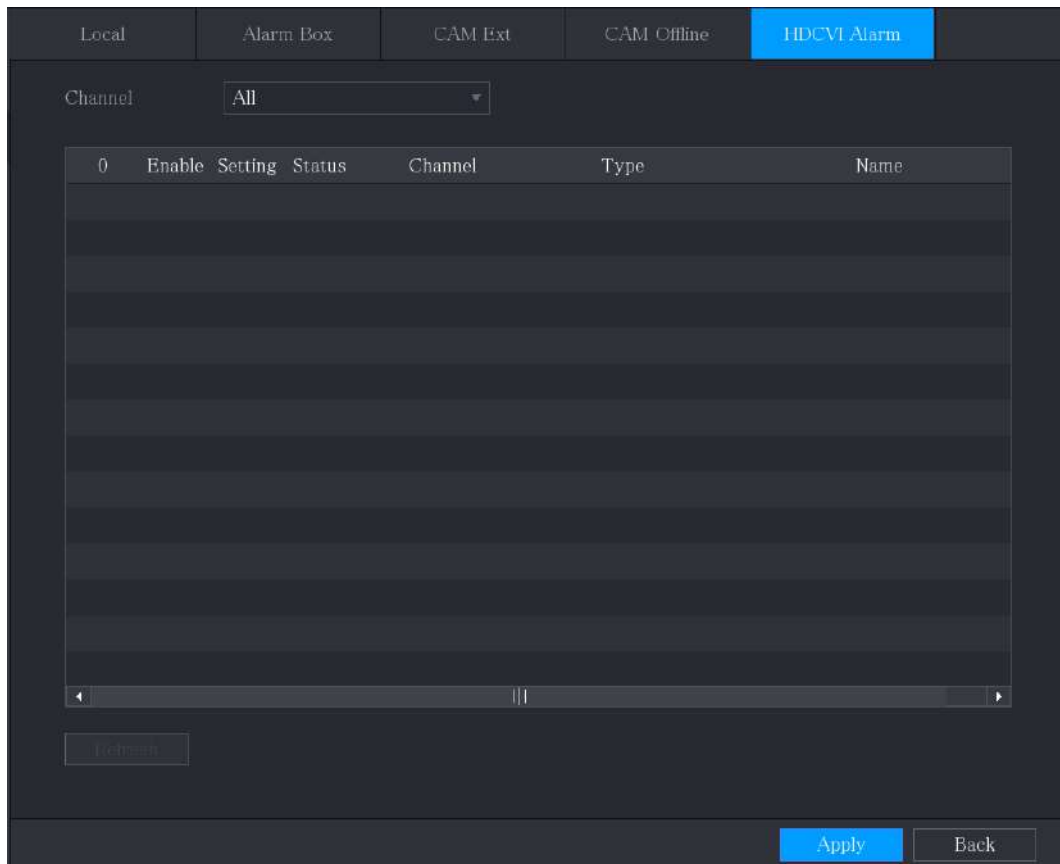 Local Alarm Box CAM Ext CAM Offline HDCVI Alarm
Channel All
0 Enable Setting Status Channel Type Name
Refresh
Apply Back